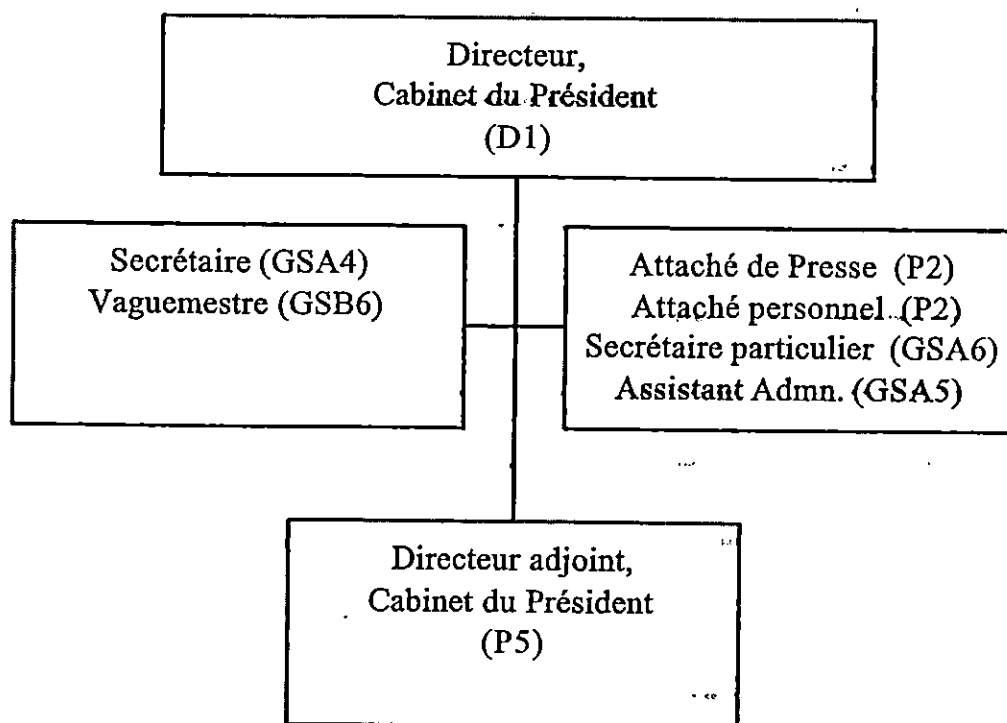 Directeur,
Cabinet du Président
(D1)
Secrétaire (GSA4)
Vaguemestre (GSB6)
Attaché de Presse (P2)
Attaché personnel (P2)
Secrétaire particulier (GSA6)
Assistant Admn. (GSA5)
Directeur adjoint,
Cabinet du Président
(P5)